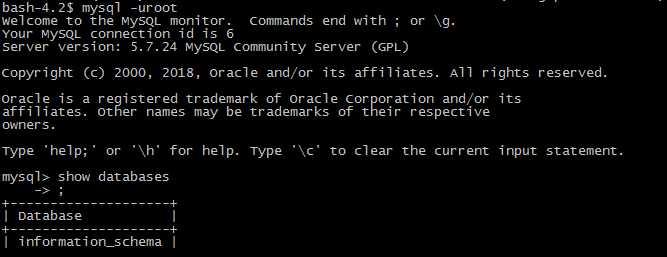 bash-4.2$ mysql -uroot
Welcome to the MySQL monitor.  Commands end with ; or \g.
Your MySQL connection id is 6
Server version: 5.7.24 MySQL Community Server (GPL)
Copyright (c) 2000, 2018, Oracle and/or its affiliates. All rights reserved.
Oracle is a registered trademark of Oracle Corporation and/or its
affiliates. Other names may be trademarks of their respective
owners.
Type 'help;' or '\h' for help. Type '\c' to clear the current input statement.
mysql> show databases
    -> ;
+--------------------+
| Database           |
+--------------------+
| information_schema |